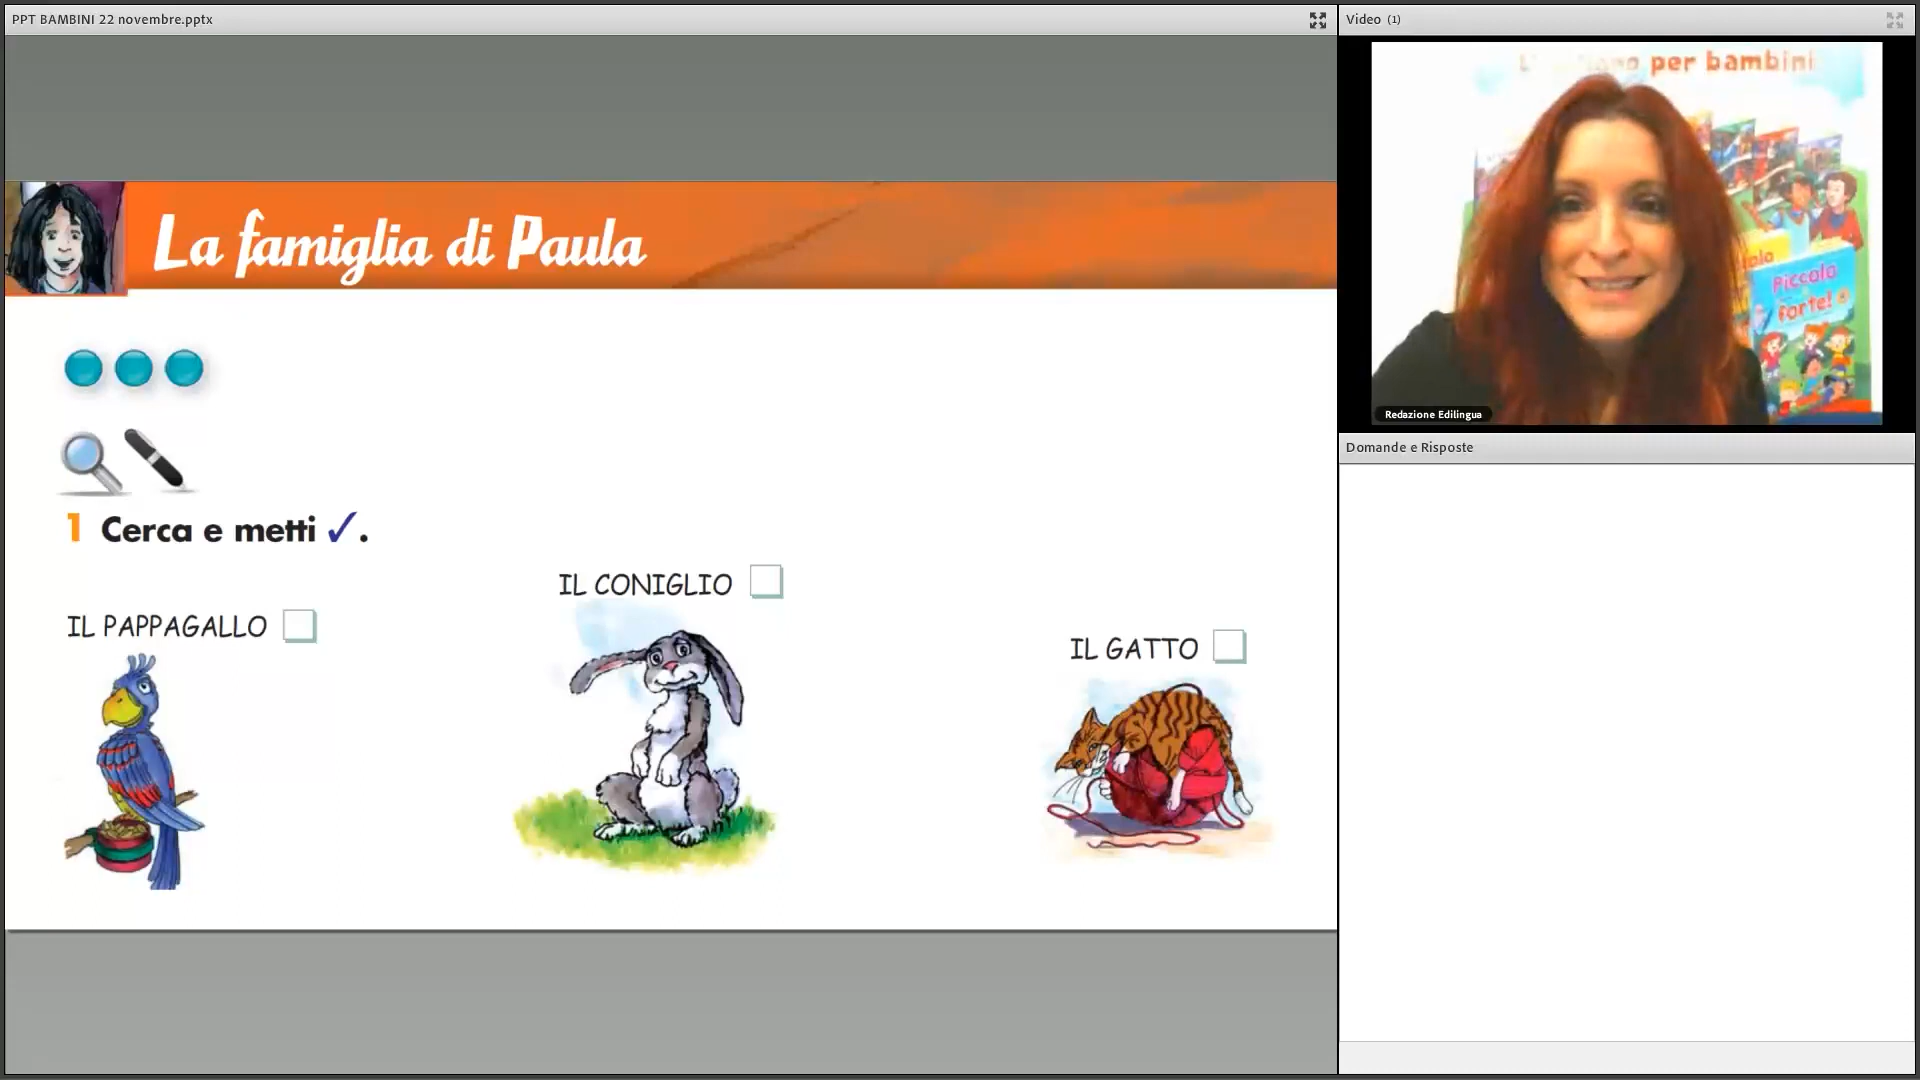 PPT BAMBINI 22 novembre.pptx
Video (1)
per bambini
Piccolo
forte!
Redazione Edilingua
Domande e Risposte
La famiglia di Paula
1 Cerca e metti ✓.
IL PAPPAGALLO
IL CONIGLIO
IL GATTO